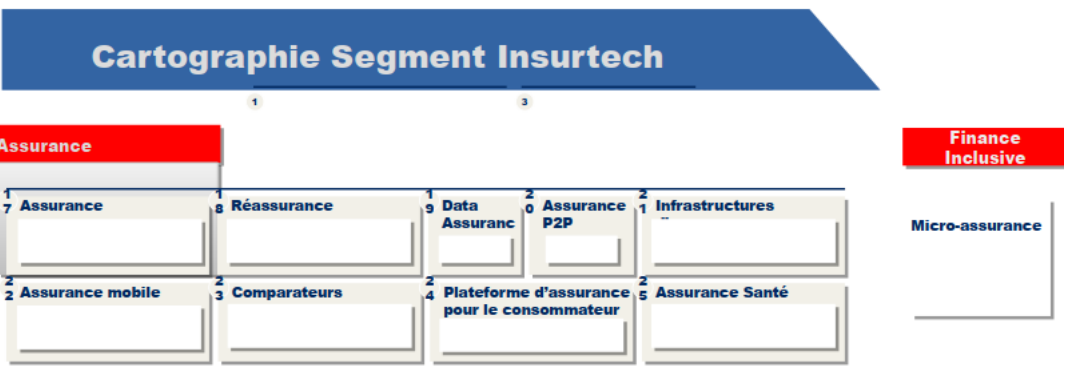 Cartographie Segment Insurtech
1 3
Assurance
Finance
Inclusive
17 Assurance
18 Réassurance
19 Data
Assuranc
20 Assurance
P2P
21 Infrastructures
Micro-assurance
22 Assurance mobile
23 Comparateurs
24 Plateforme d’assurance
pour le consommateur
25 Assurance Santé